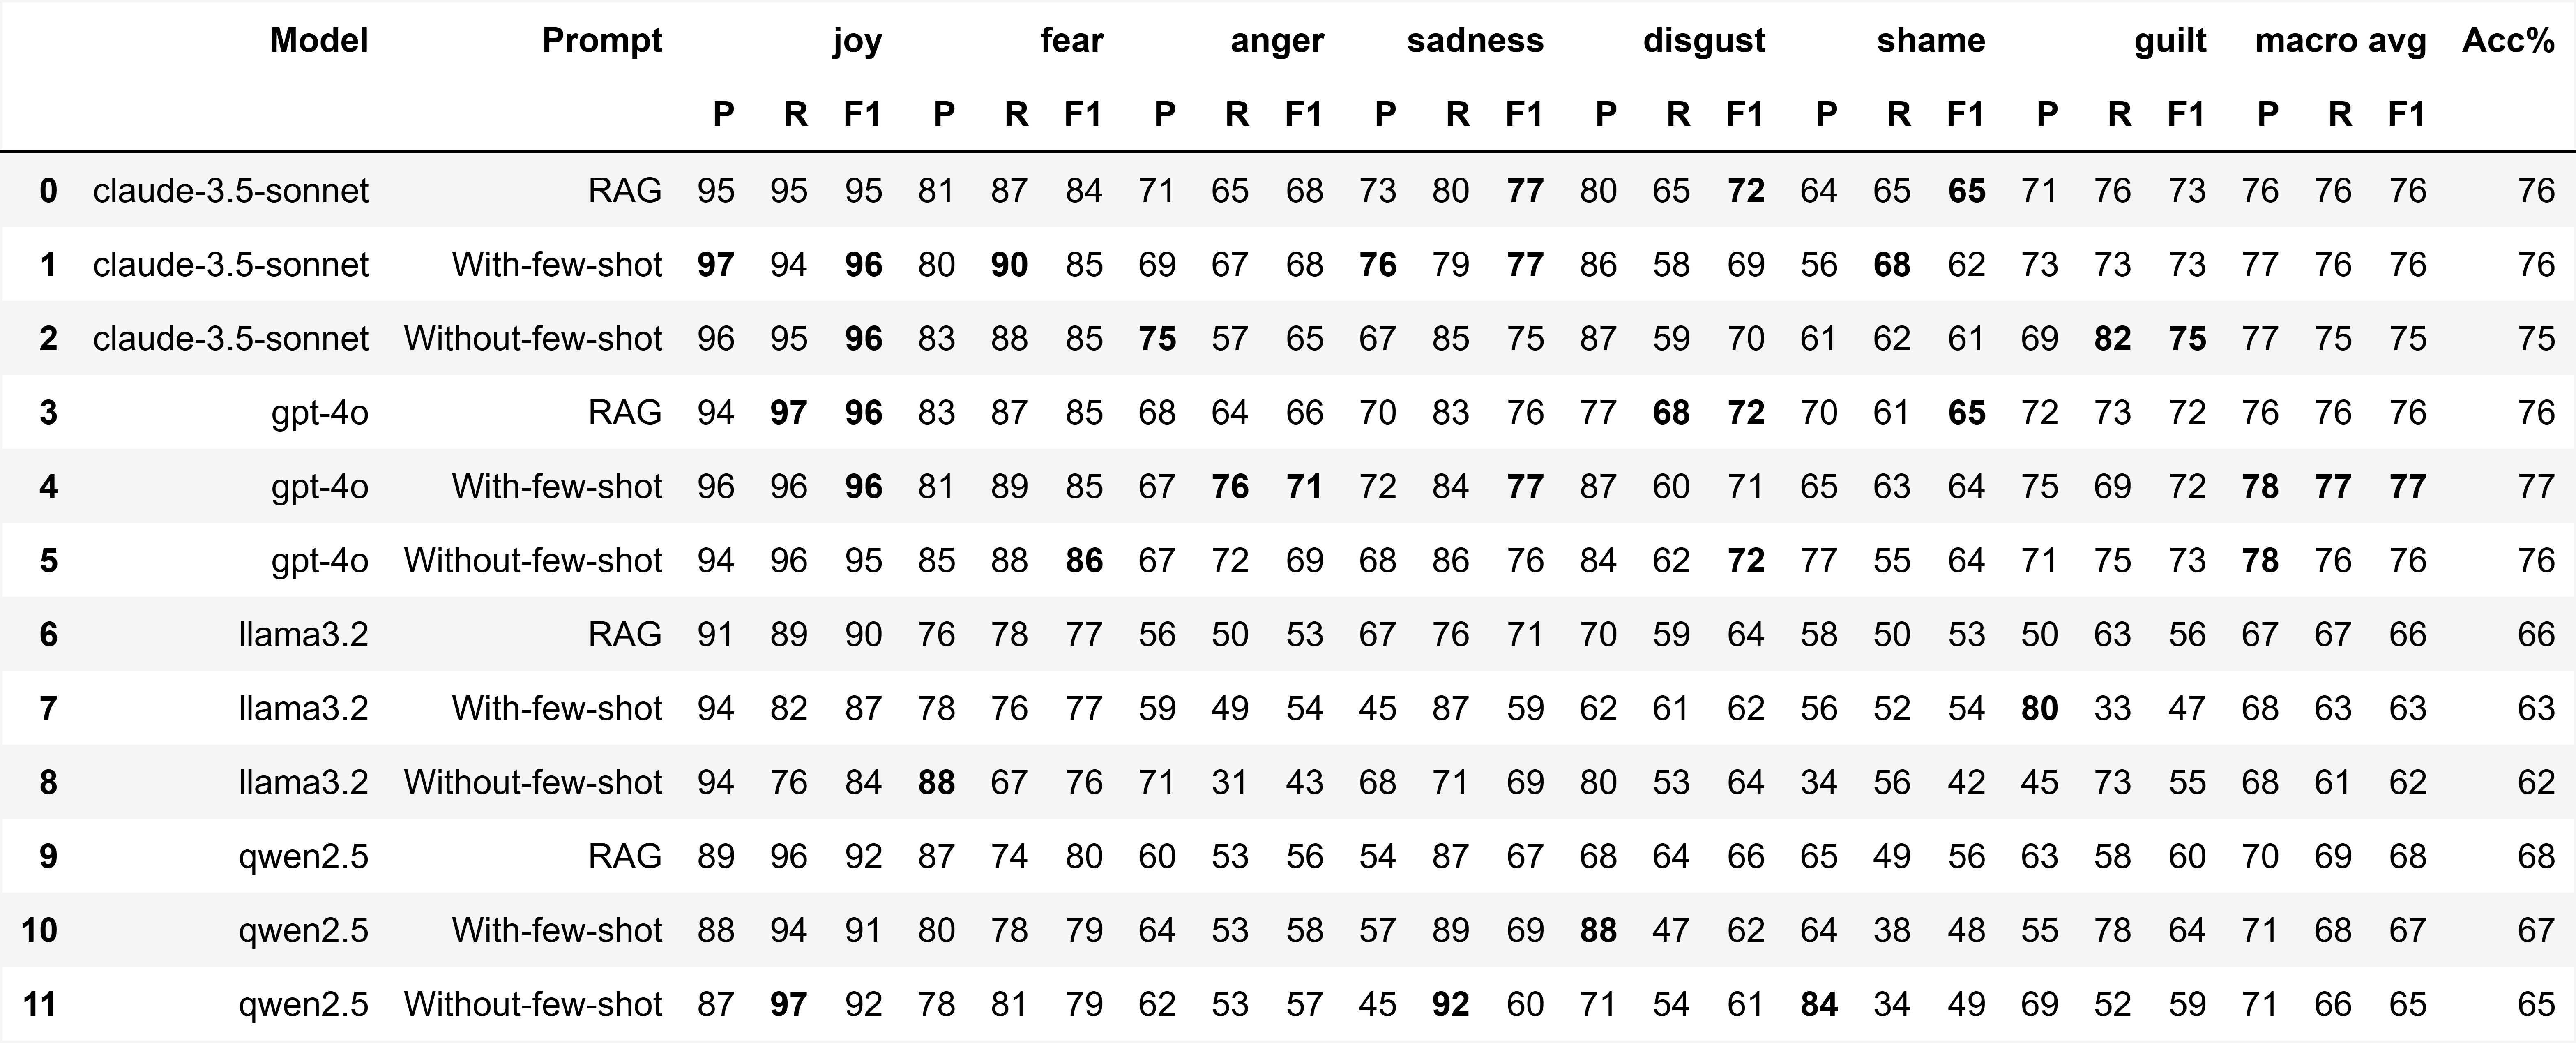 Model Prompt joy fear anger sadness disgust shame guilt macro avg Acc%
P R F1 P R F1 P R F1 P R F1 P R F1 P R F1 P R F1 P R F1
0 claude-3.5-sonnet RAG 95 95 95 81 87 84 71 65 68 73 80 77 80 65 72 64 65 65 71 76 73 76 76 76 76
1 claude-3.5-sonnet With-few-shot 97 94 96 80 90 85 69 67 68 76 79 77 86 58 69 56 68 62 73 73 73 77 76 76 76
2 claude-3.5-sonnet Without-few-shot 96 95 96 83 88 85 75 57 65 67 85 75 87 59 70 61 62 61 69 82 75 77 75 75 75
3 gpt-4o RAG 94 97 96 83 87 85 68 64 66 70 83 76 77 68 72 70 61 65 72 73 72 76 76 76 76
4 gpt-4o With-few-shot 96 96 96 81 89 85 67 76 71 72 84 77 87 60 71 65 63 64 75 69 72 78 77 77 77
5 gpt-4o Without-few-shot 94 96 95 85 88 86 67 72 69 68 86 76 84 62 72 77 55 64 71 75 73 78 76 76 76
6 llama3.2 RAG 91 89 90 76 78 77 56 50 53 67 76 71 70 59 64 58 50 53 50 63 56 67 67 66 66
7 llama3.2 With-few-shot 94 82 87 78 76 77 59 49 54 45 87 59 62 61 62 56 52 54 80 33 47 68 63 63 63
8 llama3.2 Without-few-shot 94 76 84 88 67 76 71 31 43 68 71 69 80 53 64 34 56 42 45 73 55 68 61 62 62
9 qwen2.5 RAG 89 96 92 87 74 80 60 53 56 54 87 67 68 64 66 65 49 56 63 58 60 70 69 68 68
10 qwen2.5 With-few-shot 88 94 91 80 78 79 64 53 58 57 89 69 88 47 62 64 38 48 55 78 64 71 68 67 67
11 qwen2.5 Without-few-shot 87 97 92 78 81 79 62 53 57 45 92 60 71 54 61 84 34 49 69 52 59 71 66 65 65